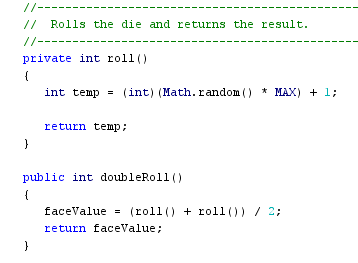 //-----------------------------------------------
//  Rolls the die and returns the result.
//-----------------------------------------------
private int roll()
{
   int temp = (int)(Math.random() * MAX) + 1;

   return temp;
}

public int doubleRoll()
{
   faceValue = (roll() + roll()) / 2;
   return faceValue;
}